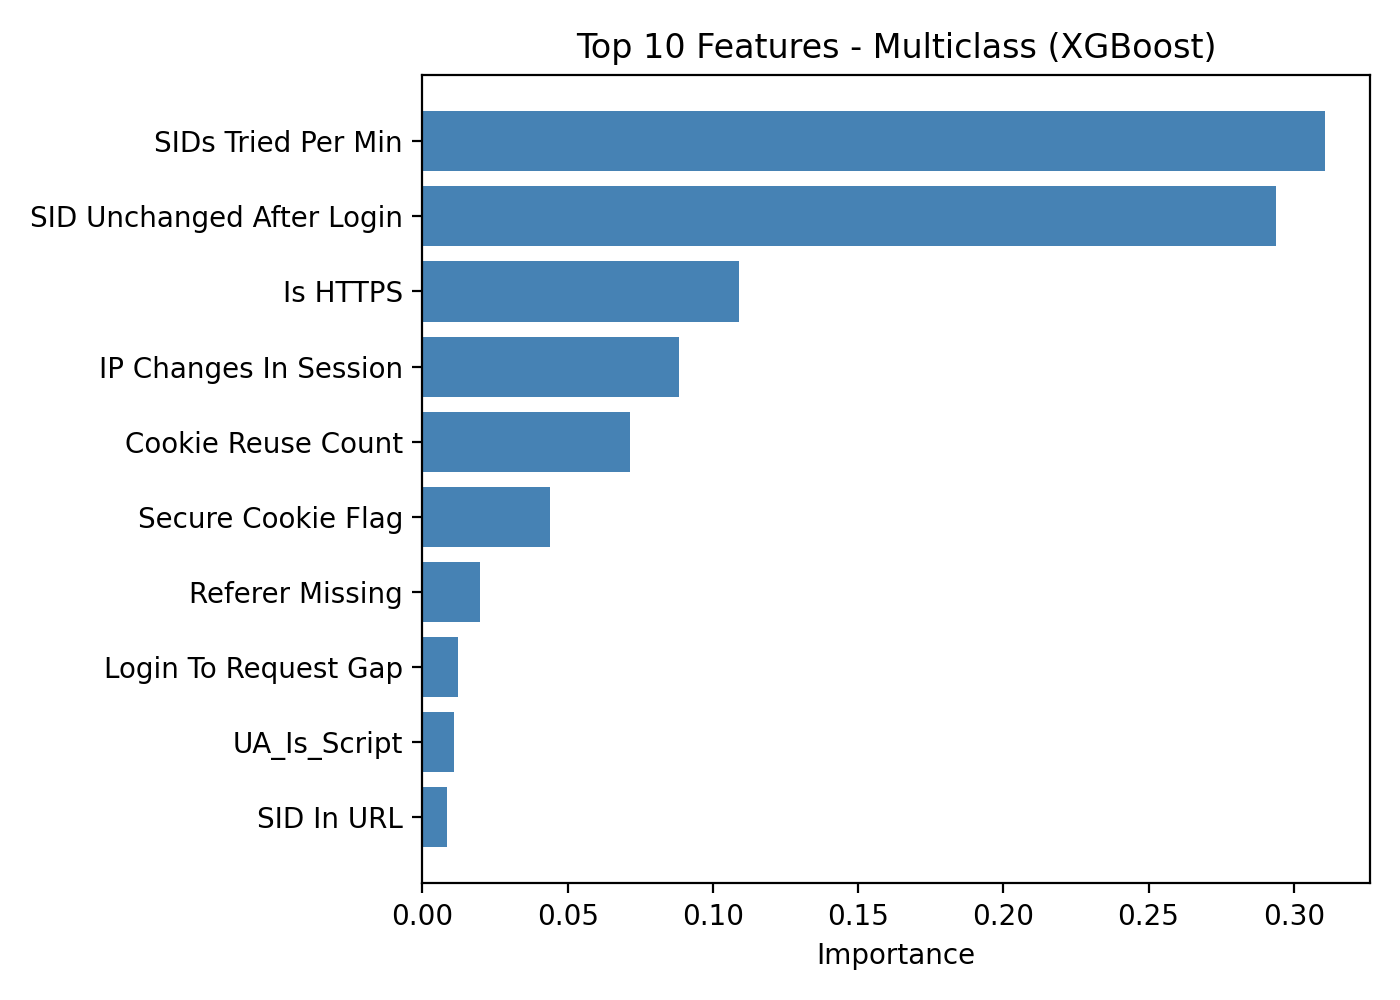 Top 10 Features - Multiclass (XGBoost)
SIDs Tried Per Min
SID Unchanged After Login
Is HTTPS
IP Changes In Session
Cookie Reuse Count
Secure Cookie Flag
Referer Missing
Login To Request Gap
UA_Is_Script
SID In URL
0.00 0.05 0.10 0.15 0.20 0.25 0.30
Importance